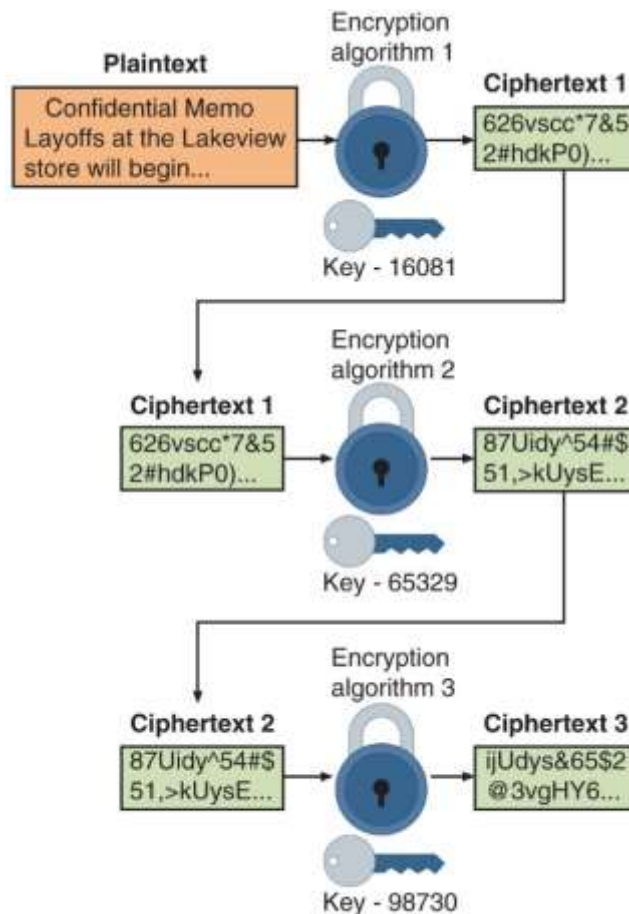 Encryption
algorithm 1
Plaintext
Confidential Memo
Layoffs at the Lakeview
store will begin...
Ciphertext 1
626vscc*7&5
2#hdkP0)...
Key - 16081
Encryption
algorithm 2
Ciphertext 1
626vscc*7&5
2#hdkP0)...
Ciphertext 2
87Uidy^54#$
51,>kUysE...
Key - 65329
Encryption
algorithm 3
Ciphertext 2
87Uidy^54#$
51,>kUysE...
Ciphertext 3
ijUdys&65$2
@3vgHY6...
Key - 98730